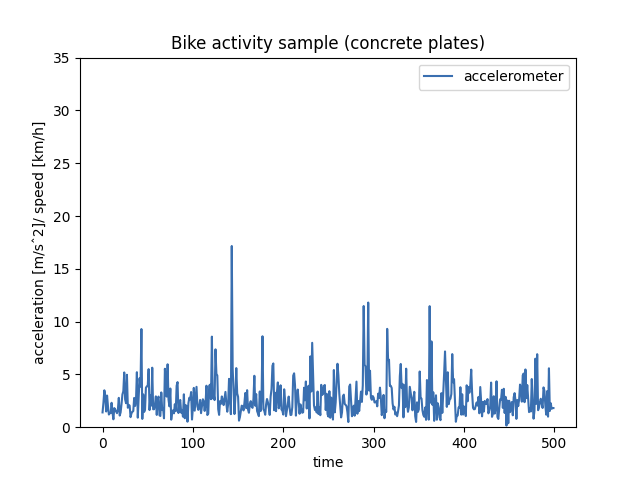 Bike activity sample (concrete plates)
accelerometer
acceleration [m/sˆ2]/ speed [km/h]
35
30
25
20
15
10
5
0
0 100 200 300 400 500
time